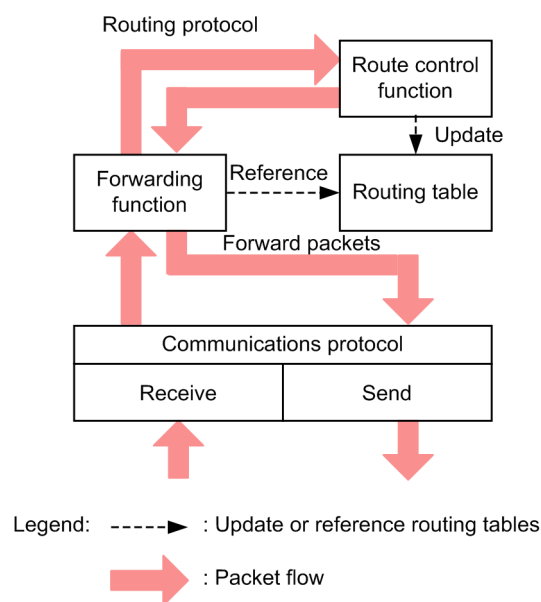 Routing protocol
Route control
function
Update
Forwarding
function
Reference
Routing table
Forward packets
Communications protocol
Receive
Send
Legend:
: Update or reference routing tables
: Packet flow